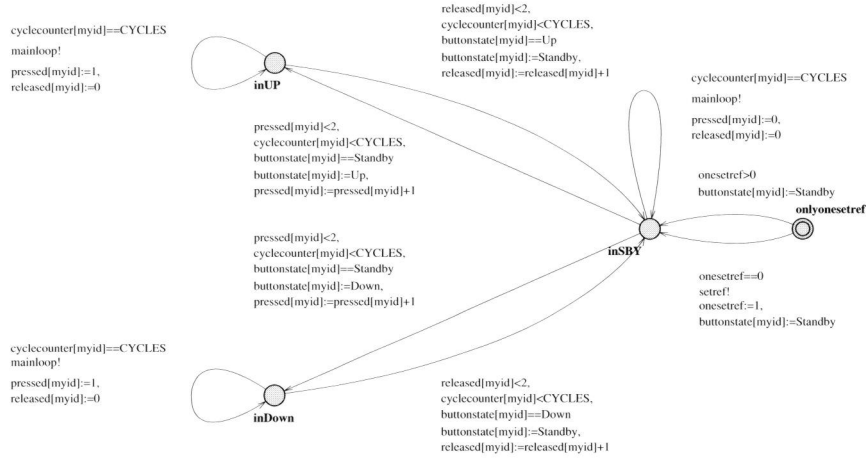 cyclecounter[myid]==CYCLES
mainloop!
pressed[myid]:=1,
released[myid]:=0
inUP
released[myid]<2,
cyclecounter[myid]<CYCLES,
buttonstate[myid]==Up
buttonstate[myid]:=Standby,
released[myid]:=released[myid]+1
cyclecounter[myid]==CYCLES
mainloop!
pressed[myid]:=0,
released[myid]:=0
pressed[myid]<2,
cyclecounter[myid]<CYCLES,
buttonstate[myid]==Standby
buttonstate[myid]:=Up,
pressed[myid]:=pressed[myid]+1
onesetref>0
buttonstate[myid]:=Standby
onlyonesetref
inSBY
pressed[myid]<2,
cyclecounter[myid]<CYCLES,
buttonstate[myid]==Standby
buttonstate[myid]:=Down,
pressed[myid]:=pressed[myid]+1
onesetref==0
setref!
onesetref:=1,
buttonstate[myid]:=Standby
cyclecounter[myid]==CYCLES
mainloop!
pressed[myid]:=1,
released[myid]:=0
inDown
released[myid]<2,
cyclecounter[myid]<CYCLES,
buttonstate[myid]==Down
buttonstate[myid]:=Standby,
released[myid]:=released[myid]+1